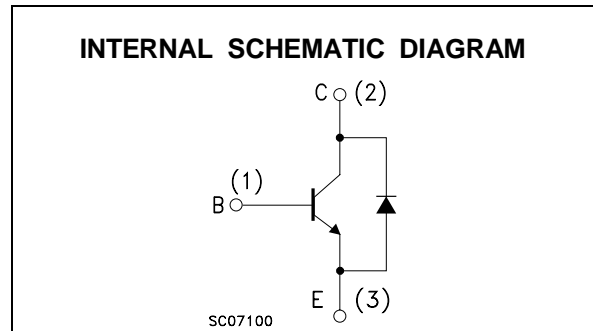 INTERNAL SCHEMATIC DIAGRAM
C (2)
(1)
B
E (3)
SC07100